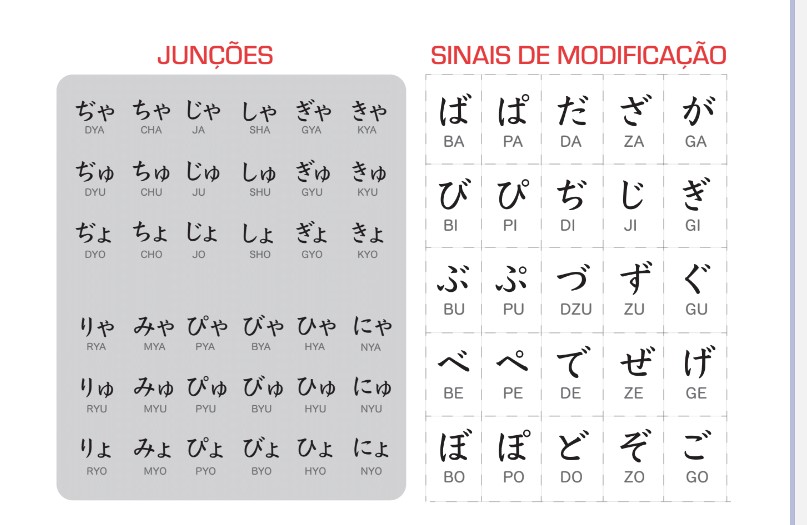 JUNÇÕES
ぢゃ ちゃ じゃ しゃ ぎゃ きゃ
DYA CHA JA SHA GYA KYA
ぢゅ ちゅ じゅ しゅ ぎゅ きゅ
DYU CHU JU SHU GYU KYU
ぢょ ちょ じょ しょ ぎょ きょ
DYO CHO JO SHO GYO KYO
りゃ みゃ ぴゃ びゃ ひゃ にゃ
RYA MYA PYA BYA HYA NYA
りゅ みゅ ぴゅ びゅ ひゅ にゅ
RYU MYU PYU BYU HYU NYU
りょ みょ ぴょ びょ ひょ にょ
RYO MYO PYO BYO HYO NYO
SINAIS DE MODIFICAÇÃO
ば ぱ だ ざ が
BA PA DA ZA GA
び ぴ ぢ じ ぎ
BI PI DI JI GI
ぶ ぷ づ ず ぐ
BU PU DZU ZU GU
べ ぺ で ぜ げ
BE PE DE ZE GE
ぼ ぽ ど ぞ ご
BO PO DO ZO GO